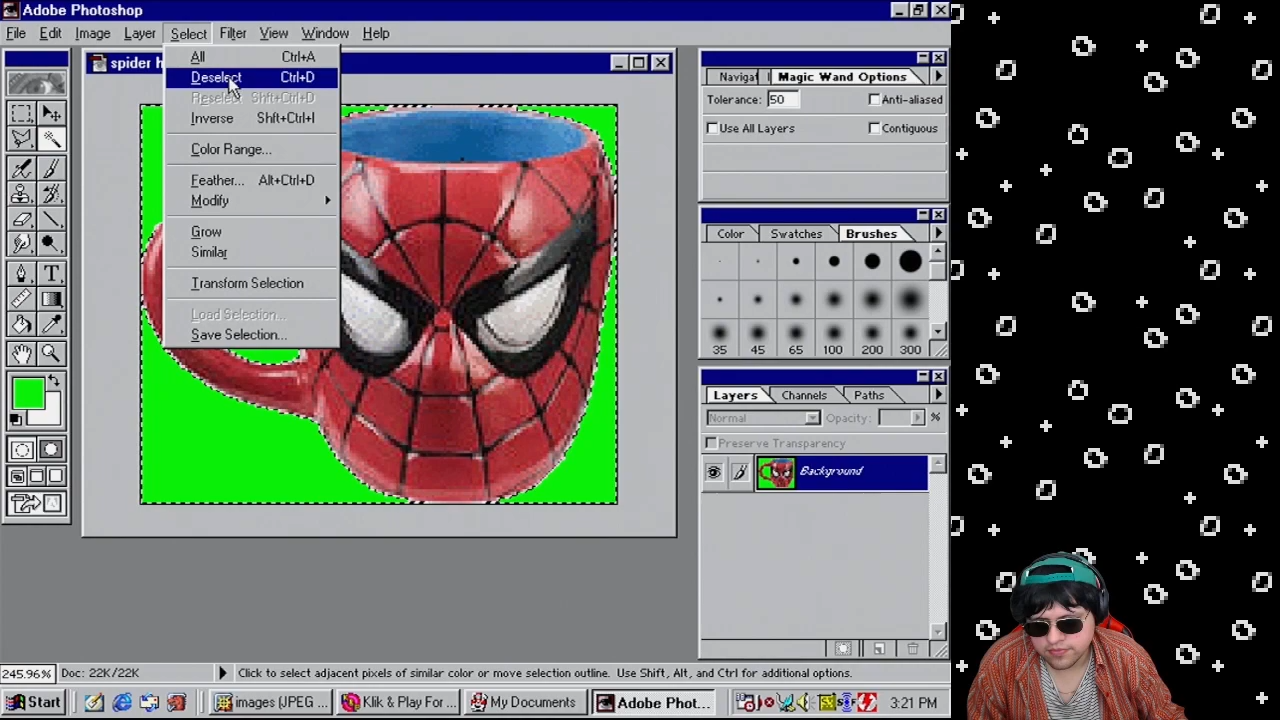 Adobe Photoshop
File Edit Image Layer Select Filter View Window Help
spider h
All Ctrl+A
Deselect Ctrl+D
Reselect Shft+Ctrl+D
Inverse Shft+Ctrl+I
Color Range...
Feather... Alt+Ctrl+D
Modify
Grow
Similar
Transform Selection
Load Selection...
Save Selection...
Navigat Magic Wand Options
Tolerance: 50 Anti-aliased
Use All Layers Contiguous
Color Swatches Brushes
35 45 65 100 200 300
Layers Channels Paths
Normal Opacity: %
Preserve Transparency
Background
T
245.96% Doc: 22K/22K Click to select adjacent pixels of similar color or move selection outline. Use Shift, Alt, and Ctrl for additional options.
Start images (JPEG ... Klik & Play For ... My Documents Adobe Phot... 3:21 PM